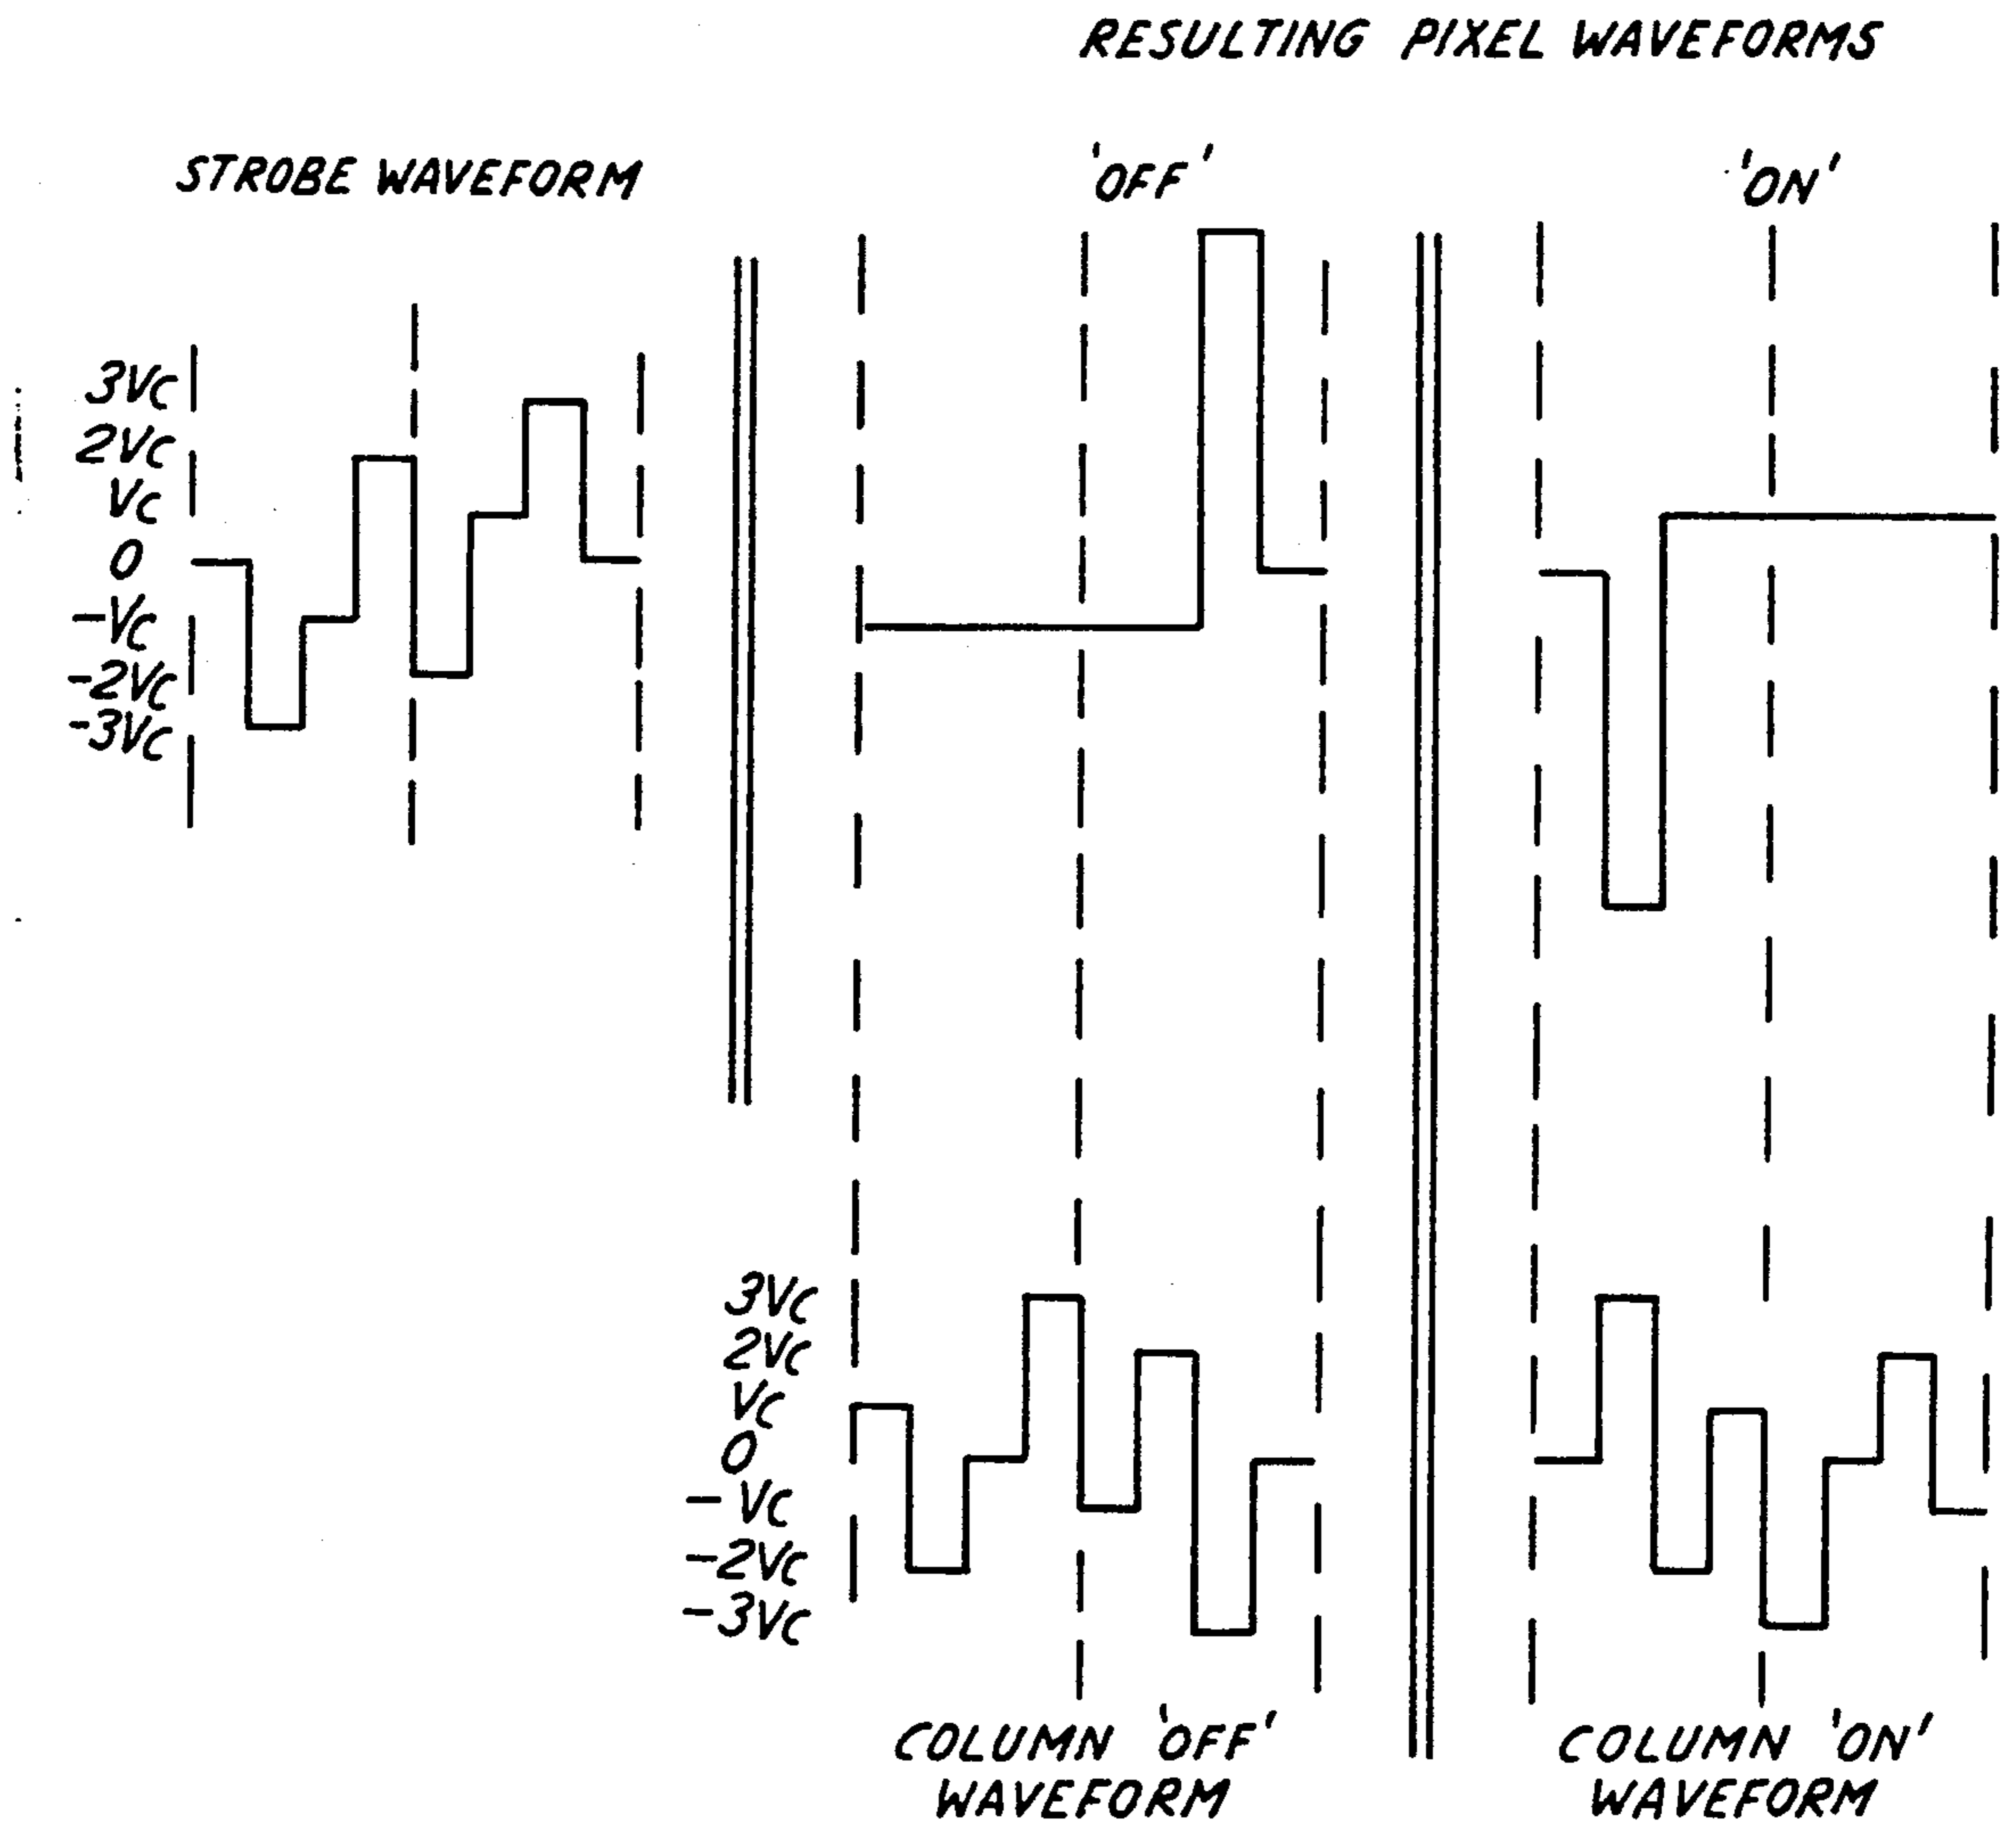 RESULTING PIXEL WAVEFORMS
STROBE WAVEFORM
'OFF'
'ON'
3VC
2VC
VC
0
-VC
-2VC
-3VC
3VC
2VC
VC
0
-VC
-2VC
-3VC
COLUMN 'OFF'
WAVEFORM
COLUMN 'ON'
WAVEFORM